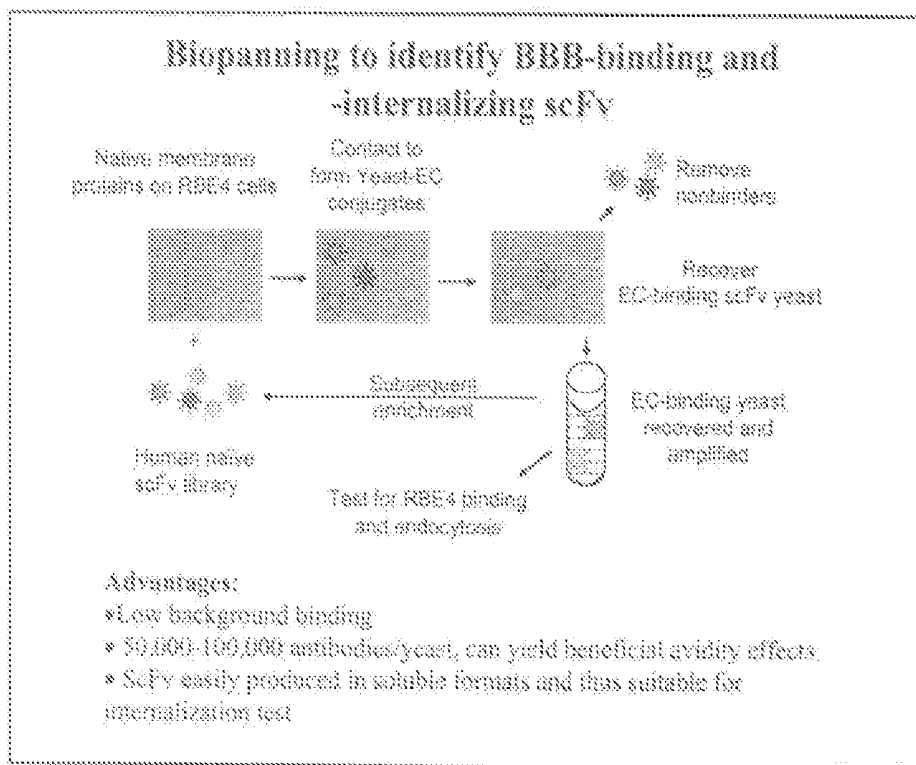 Biopanning to identify BBB-binding and
-internalizing scFv
Native membrane
proteins on RBE4 cells
Contact to
form Yeast-EC
conjugates
Remove
nonbinders
Recover
EC-binding scFv yeast
Subsequent
enrichment
EC-binding yeast
recovered and
amplified
Human naïve
scFv library
Test for RBE4 binding
and endocytosis
Advantages:
•Low background binding
• 50,000-100,000 antibodies/yeast, can yield beneficial avidity effects
• ScFv easily produced in soluble formats and thus suitable for
internalization test